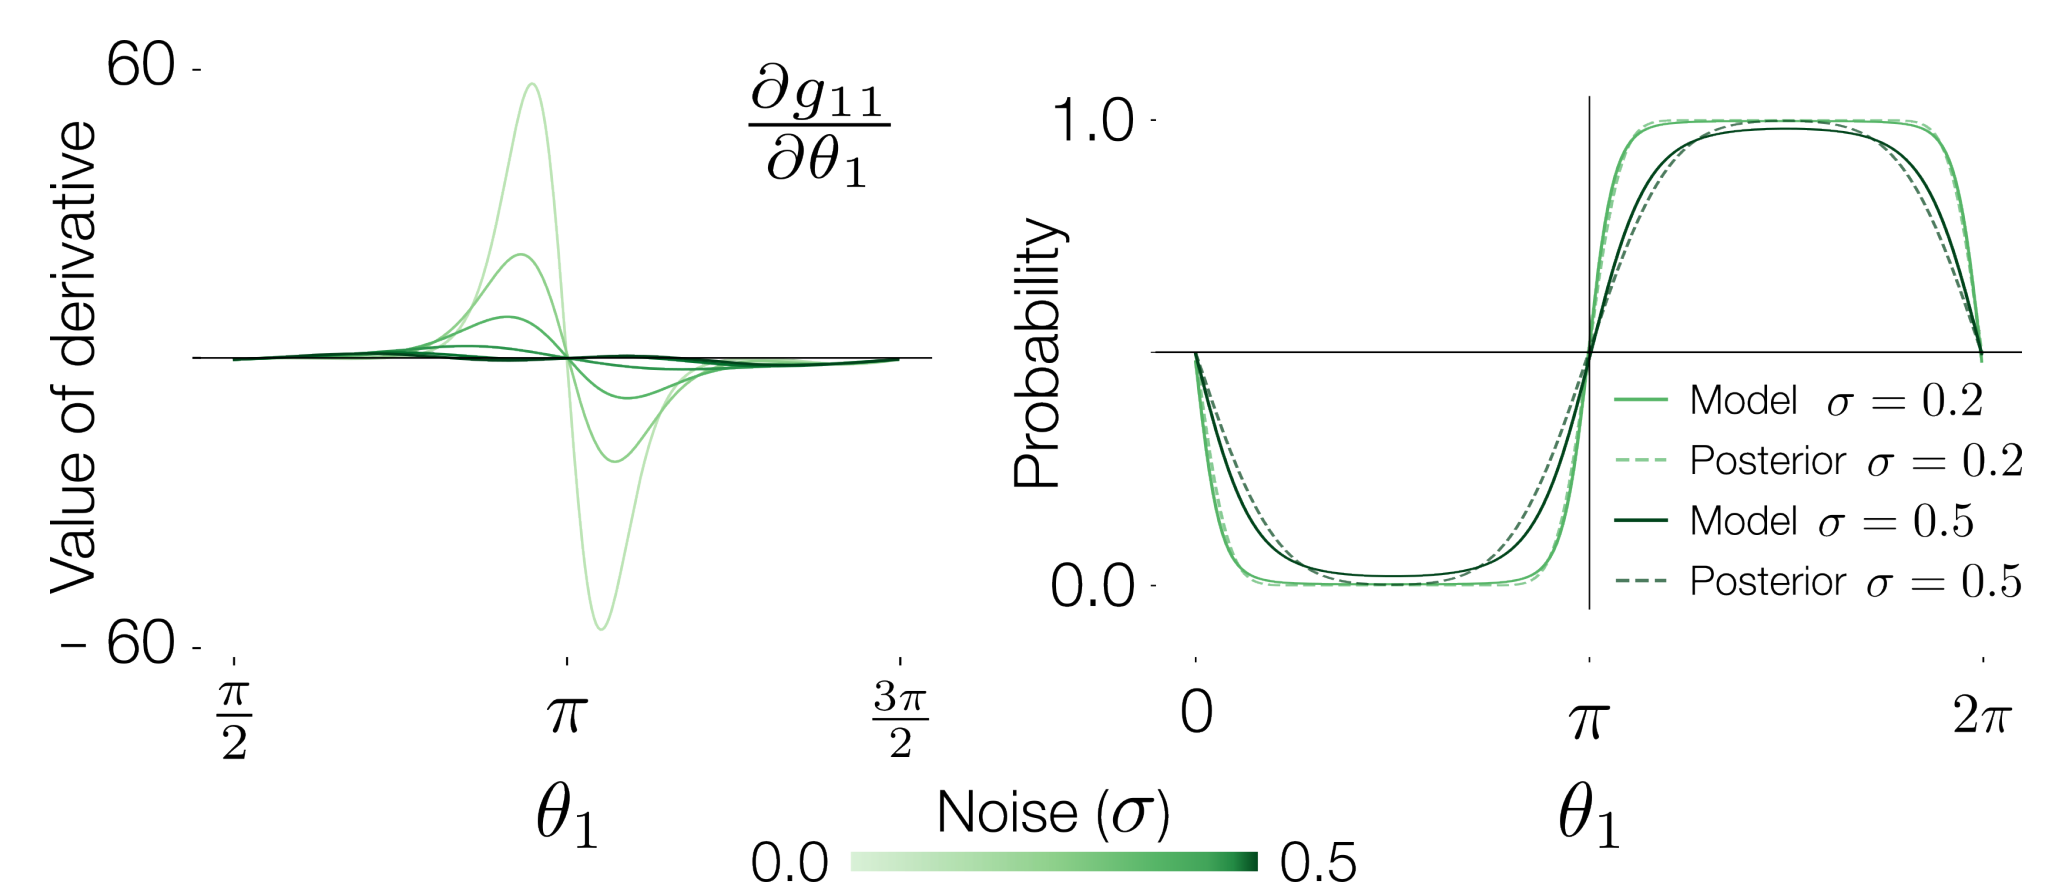 60
Value of derivative
– 60
∂g₁₁
∂θ₁
π/2
π
3π/2
θ₁
1.0
Probability
0.0
Model σ = 0.2
Posterior σ = 0.2
Model σ = 0.5
Posterior σ = 0.5
0
π
2π
θ₁
Noise (σ)
0.0
0.5